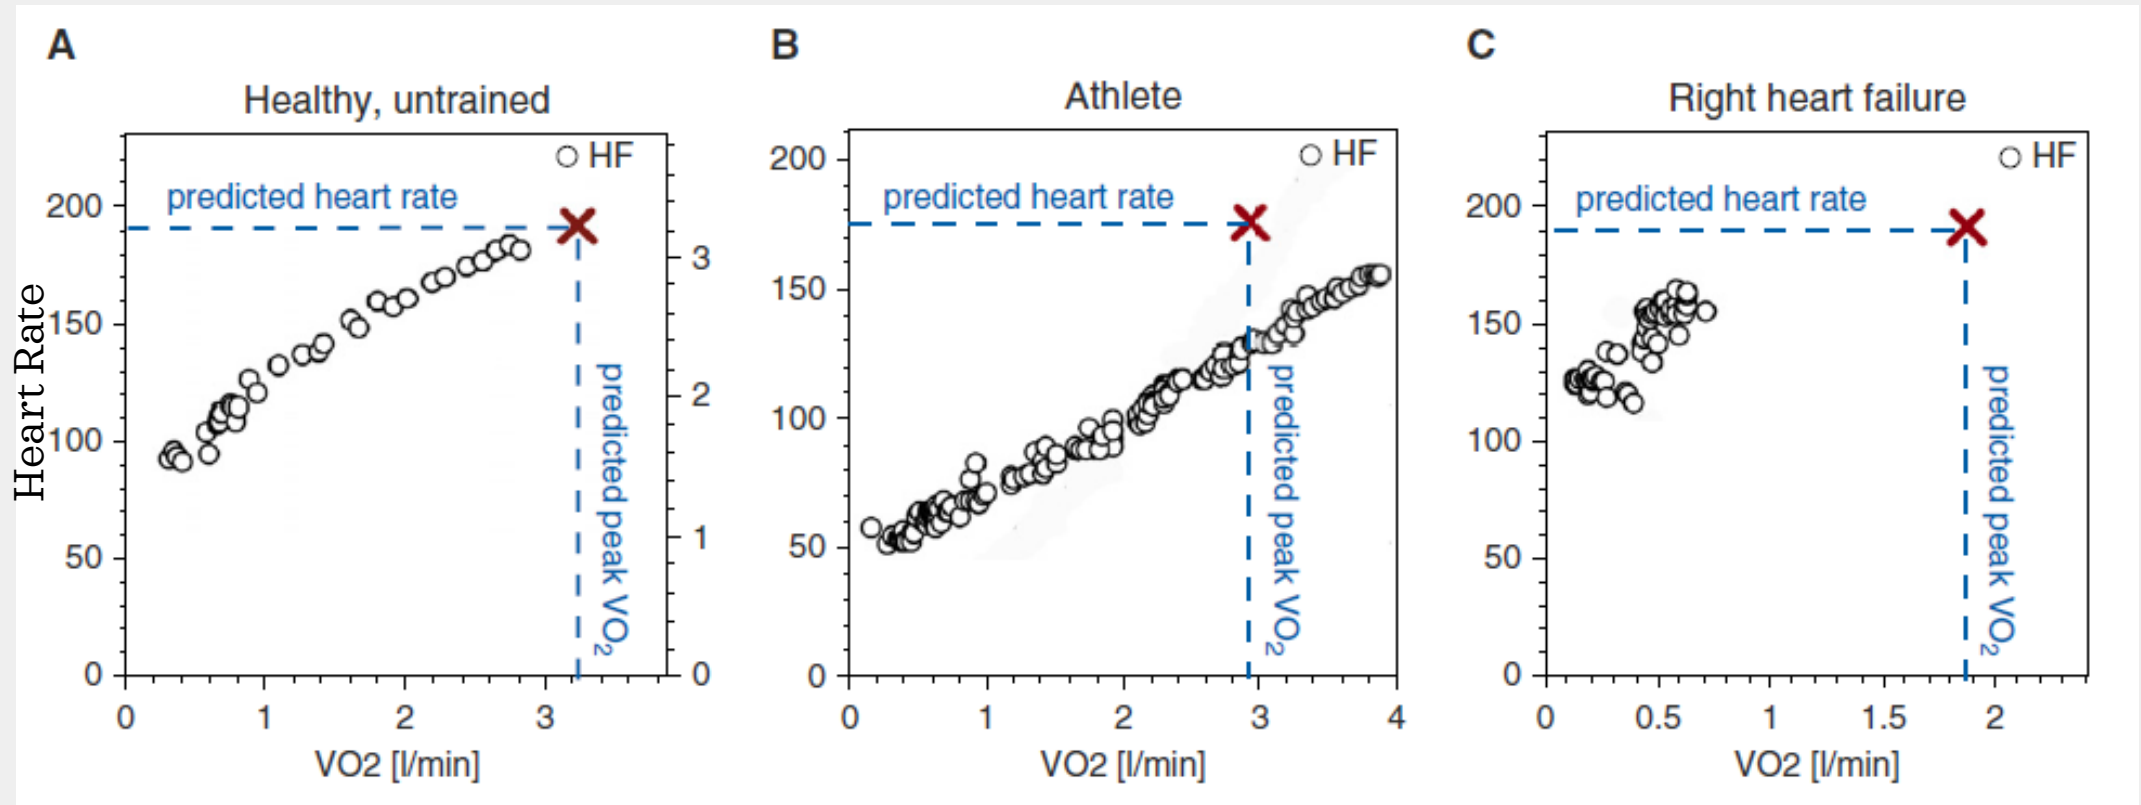 A
Healthy, untrained
HF
predicted heart rate
200
150
100
50
0
3
2
1
0
Heart Rate
predicted peak VO2
0 1 2 3
VO2 [l/min]
B
Athlete
HF
predicted heart rate
200
150
100
50
0
predicted peak VO2
0 1 2 3 4
VO2 [l/min]
C
Right heart failure
HF
predicted heart rate
200
150
100
50
0
predicted peak VO2
0 0.5 1 1.5 2
VO2 [l/min]